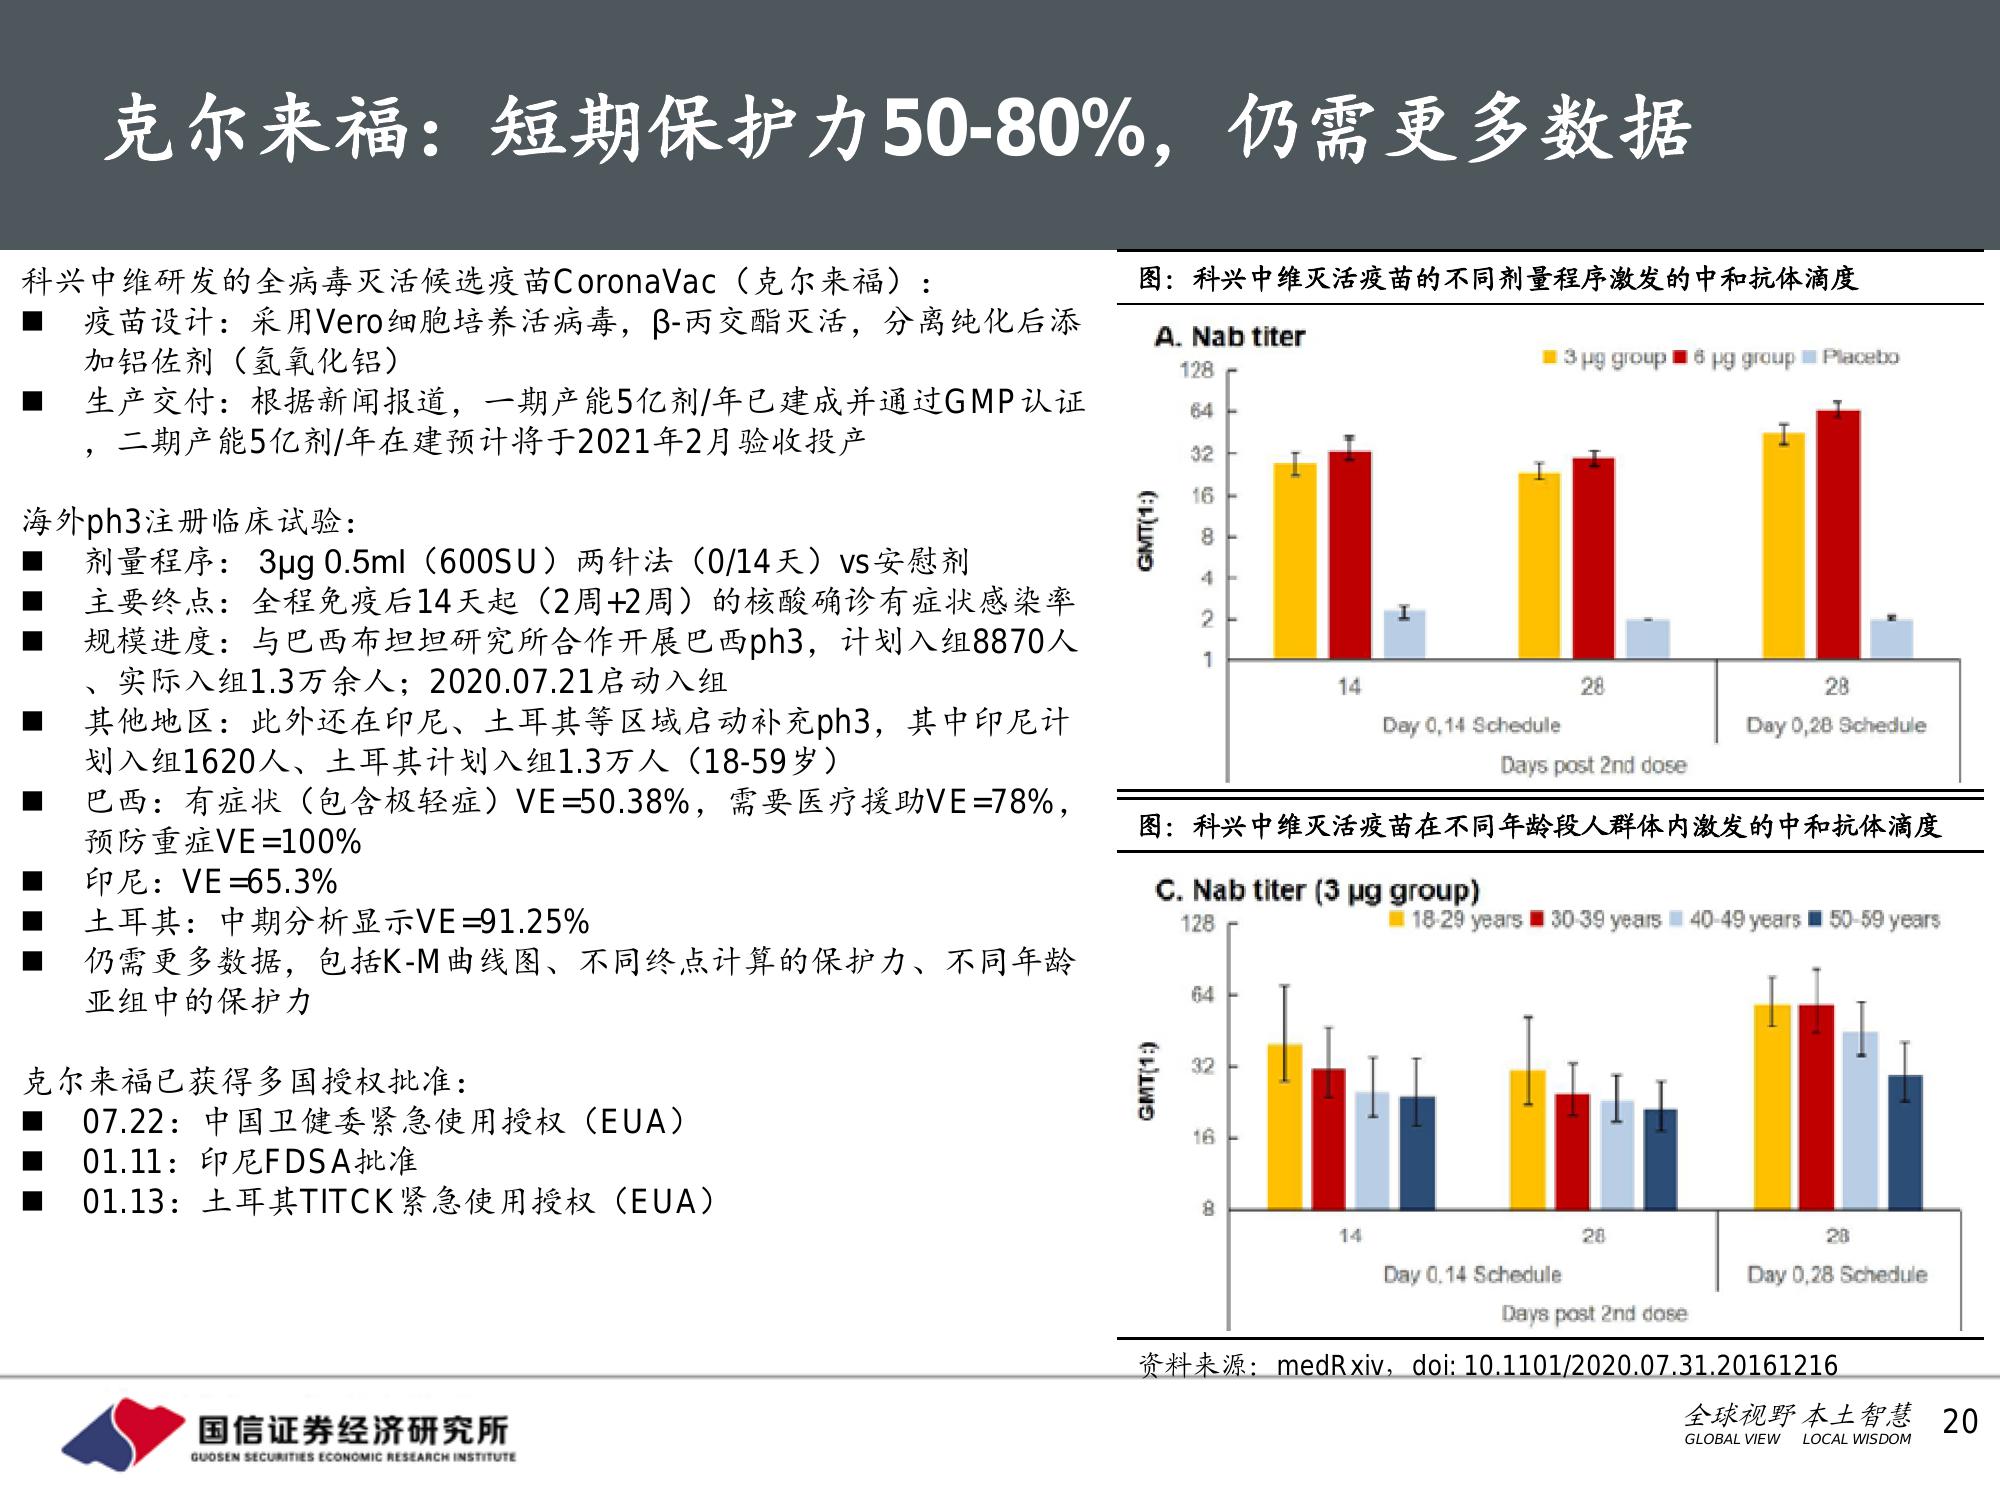 克尔来福：短期保护力50-80%，仍需更多数据
科兴中维研发的全病毒灭活候选疫苗CoronaVac（克尔来福）：
■ 疫苗设计：采用Vero细胞培养活病毒，β-丙交酯灭活，分离纯化后添
加铝佐剂（氢氧化铝）
■ 生产交付：根据新闻报道，一期产能5亿剂/年已建成并通过GMP认证
，二期产能5亿剂/年在建预计将于2021年2月验收投产
海外ph3注册临床试验：
■ 剂量程序： 3μg 0.5ml（600SU）两针法（0/14天）vs安慰剂
■ 主要终点：全程免疫后14天起（2周+2周）的核酸确诊有症状感染率
■ 规模进度：与巴西布坦坦研究所合作开展巴西ph3，计划入组8870人
、实际入组1.3万余人；2020.07.21启动入组
■ 其他地区：此外还在印尼、土耳其等区域启动补充ph3，其中印尼计
划入组1620人、土耳其计划入组1.3万人（18-59岁）
■ 巴西：有症状（包含极轻症）VE=50.38%，需要医疗援助VE=78%，
预防重症VE=100%
■ 印尼：VE=65.3%
■ 土耳其：中期分析显示VE=91.25%
■ 仍需更多数据，包括K-M曲线图、不同终点计算的保护力、不同年龄
亚组中的保护力
克尔来福已获得多国授权批准：
■ 07.22：中国卫健委紧急使用授权（EUA）
■ 01.11：印尼FDSA批准
■ 01.13：土耳其TITCK紧急使用授权（EUA）
图：科兴中维灭活疫苗的不同剂量程序激发的中和抗体滴度
A. Nab titer
3 μg group 6 μg group Placebo
128
64
32
16
8
4
2
1
GMT(1:)
14 28 28
Day 0,14 Schedule Day 0,28 Schedule
Days post 2nd dose
图：科兴中维灭活疫苗在不同年龄段人群体内激发的中和抗体滴度
C. Nab titer (3 μg group)
18-29 years 30-39 years 40-49 years 50-59 years
128
64
32
16
8
GMT(1:)
14 28 28
Day 0,14 Schedule Day 0,28 Schedule
Days post 2nd dose
资料来源：medRxiv，doi: 10.1101/2020.07.31.20161216
国信证券经济研究所
GUOSEN SECURITIES ECONOMIC RESEARCH INSTITUTE
全球视野 本土智慧
GLOBAL VIEW LOCAL WISDOM
20